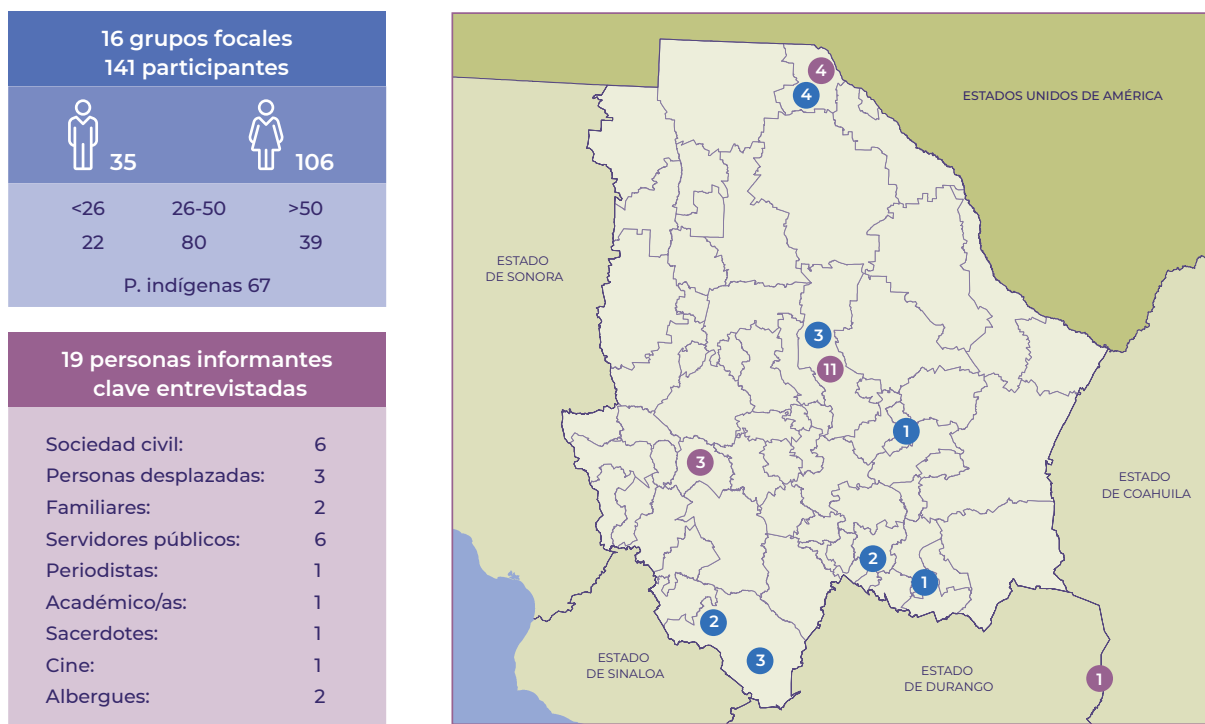 16 grupos focales
141 participantes
35 106
<26 26-50 >50
22 80 39
P. indígenas 67
19 personas informantes
clave entrevistadas
Sociedad civil: 6
Personas desplazadas: 3
Familiares: 2
Servidores públicos: 6
Periodistas: 1
Académico/as: 1
Sacerdotes: 1
Cine: 1
Albergues: 2
4
4
ESTADOS UNIDOS DE AMÉRICA
ESTADO
DE SONORA
3
11
1
3
ESTADO
DE COAHUILA
2
1
2
3
ESTADO
DE SINALOA
ESTADO
DE DURANGO
1